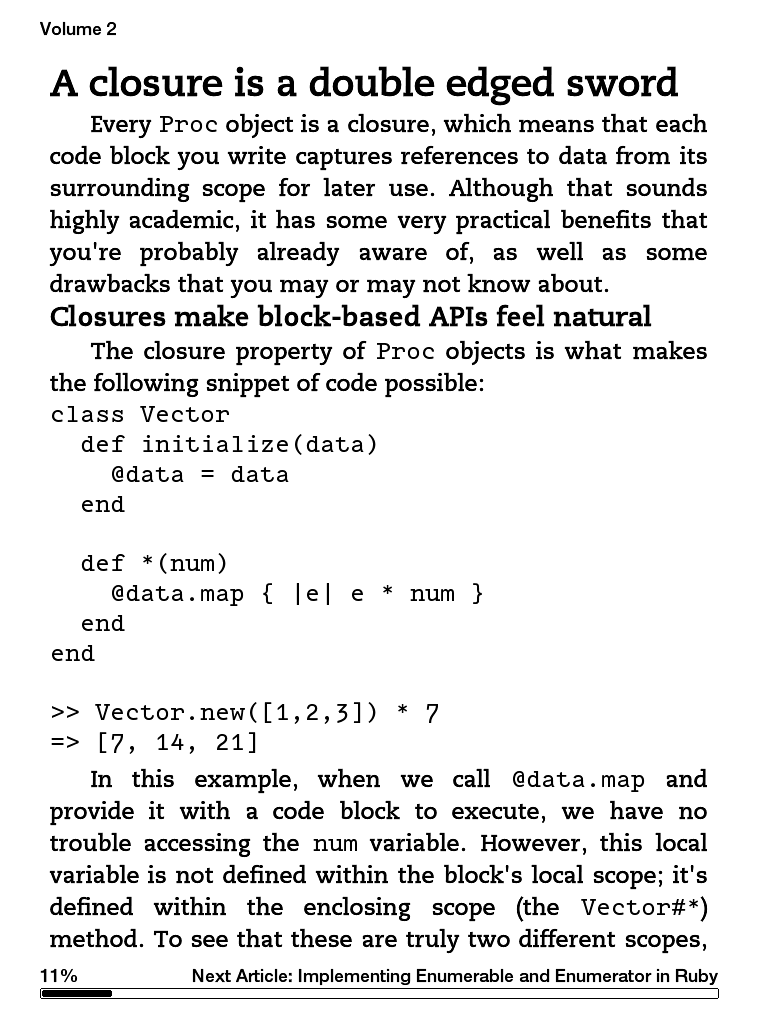 Volume 2
A closure is a double edged sword
Every Proc object is a closure, which means that each
code block you write captures references to data from its
surrounding scope for later use. Although that sounds
highly academic, it has some very practical benefits that
you're probably already aware of, as well as some
drawbacks that you may or may not know about.
Closures make block-based APIs feel natural
The closure property of Proc objects is what makes
the following snippet of code possible:
class Vector
  def initialize(data)
    @data = data
  end

  def *(num)
    @data.map { |e| e * num }
  end
end

>> Vector.new([1,2,3]) * 7
=> [7, 14, 21]
In this example, when we call @data.map and
provide it with a code block to execute, we have no
trouble accessing the num variable. However, this local
variable is not defined within the block's local scope; it's
defined within the enclosing scope (the Vector#*)
method. To see that these are truly two different scopes,
11%
Next Article: Implementing Enumerable and Enumerator in Ruby